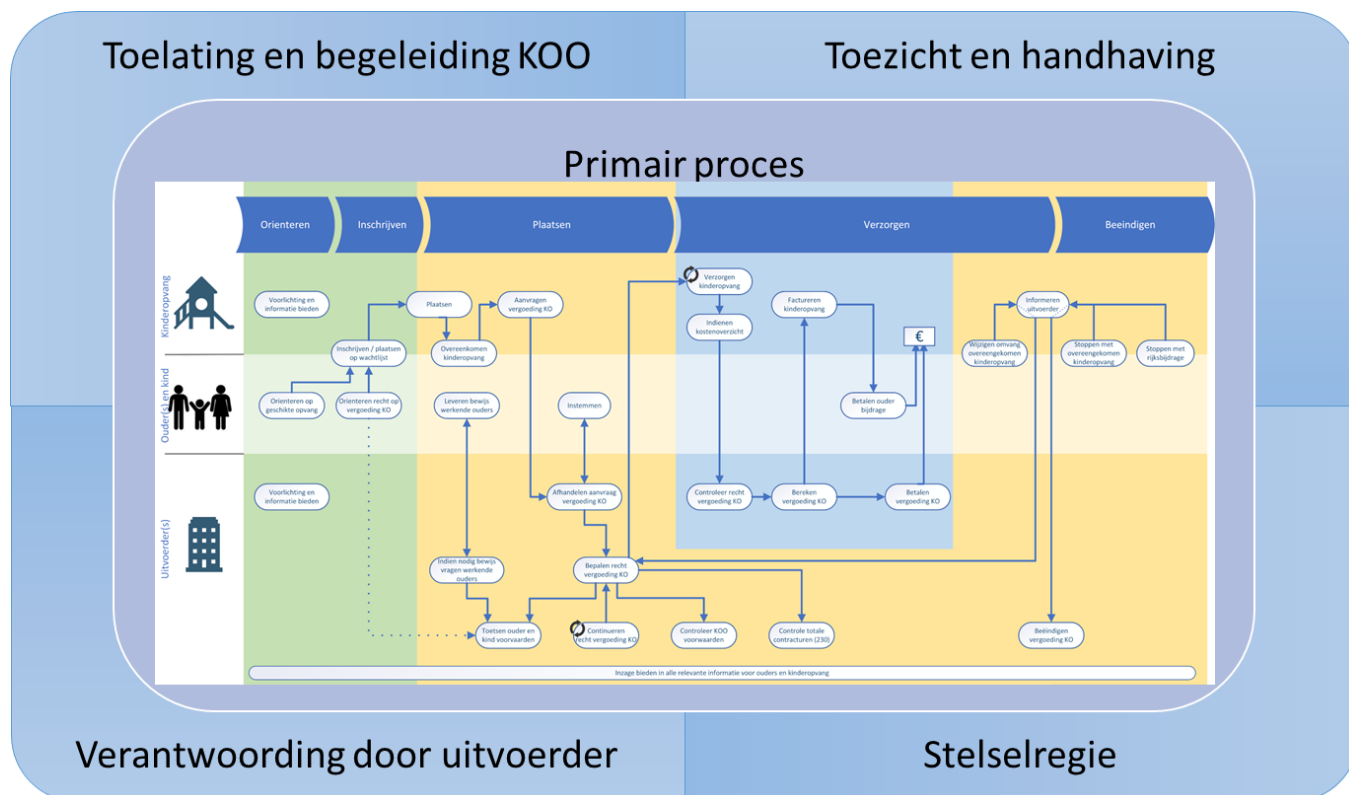 Toelating en begeleiding KOO
Toezicht en handhaving
Primair proces
Orienteren
Inschrijven
Plaatsen
Verzorgen
Beeindigen
Kinderopvang
Voorlichting en
informatie bieden
Plaatsen
Aanvragen
vergoeding KO
Verzorgen
kinderopvang
Factureren
kinderopvang
Informeren
uitvoerder
Indienen
kostenoverzicht
€
Inschrijven / plaatsen
op wachtlijst
Overeenkomen
kinderopvang
Wijzigen omvang
overeengekomen
kinderopvang
Stoppen met
overeengekomen
kinderopvang
Stoppen met
rijksbijdrage
Ouder(s) en kind
Orienteren op
geschikte opvang
Orienteren recht op
vergoeding KO
Leveren bewijs
werkende ouders
Instemmen
Betalen ouder
bijdrage
Uitvoerder(s)
Voorlichting en
informatie bieden
Afhandelen aanvraag
vergoeding KO
Controleer recht
vergoeding KO
Bereken
vergoeding KO
Betalen
vergoeding KO
Indien nodig bewijs
vragen werkende
ouders
Bepalen recht
vergoeding KO
Toetsen ouder en
kind voorwaarden
Continueren
recht vergoeding KO
Controleer KOO
voorwaarden
Controle totale
contracturen (230)
Beëindigen
vergoeding KO
Inzage bieden in alle relevante informatie voor ouders en kinderopvang
Verantwoording door uitvoerder
Stelselregie